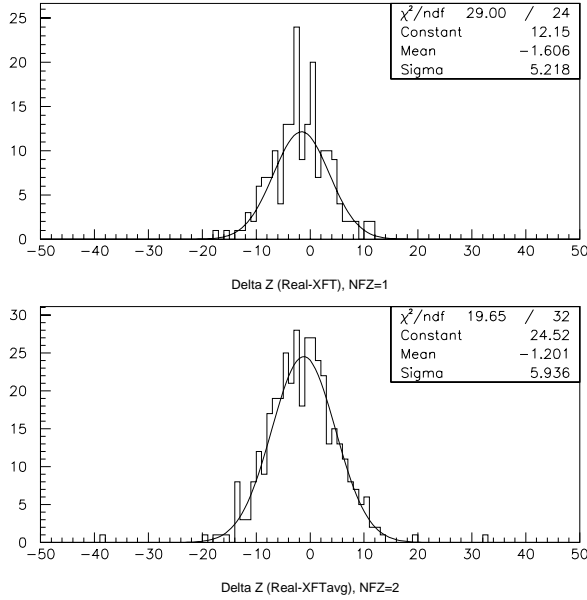 χ²/ndf 29.00 / 24
Constant 12.15
Mean −1.606
Sigma 5.218
25
20
15
10
5
0
−50 −40 −30 −20 −10 0 10 20 30 40 50
Delta Z (Real-XFT), NFZ=1
χ²/ndf 19.65 / 32
Constant 24.52
Mean −1.201
Sigma 5.936
30
25
20
15
10
5
0
−50 −40 −30 −20 −10 0 10 20 30 40 50
Delta Z (Real-XFTavg), NFZ=2